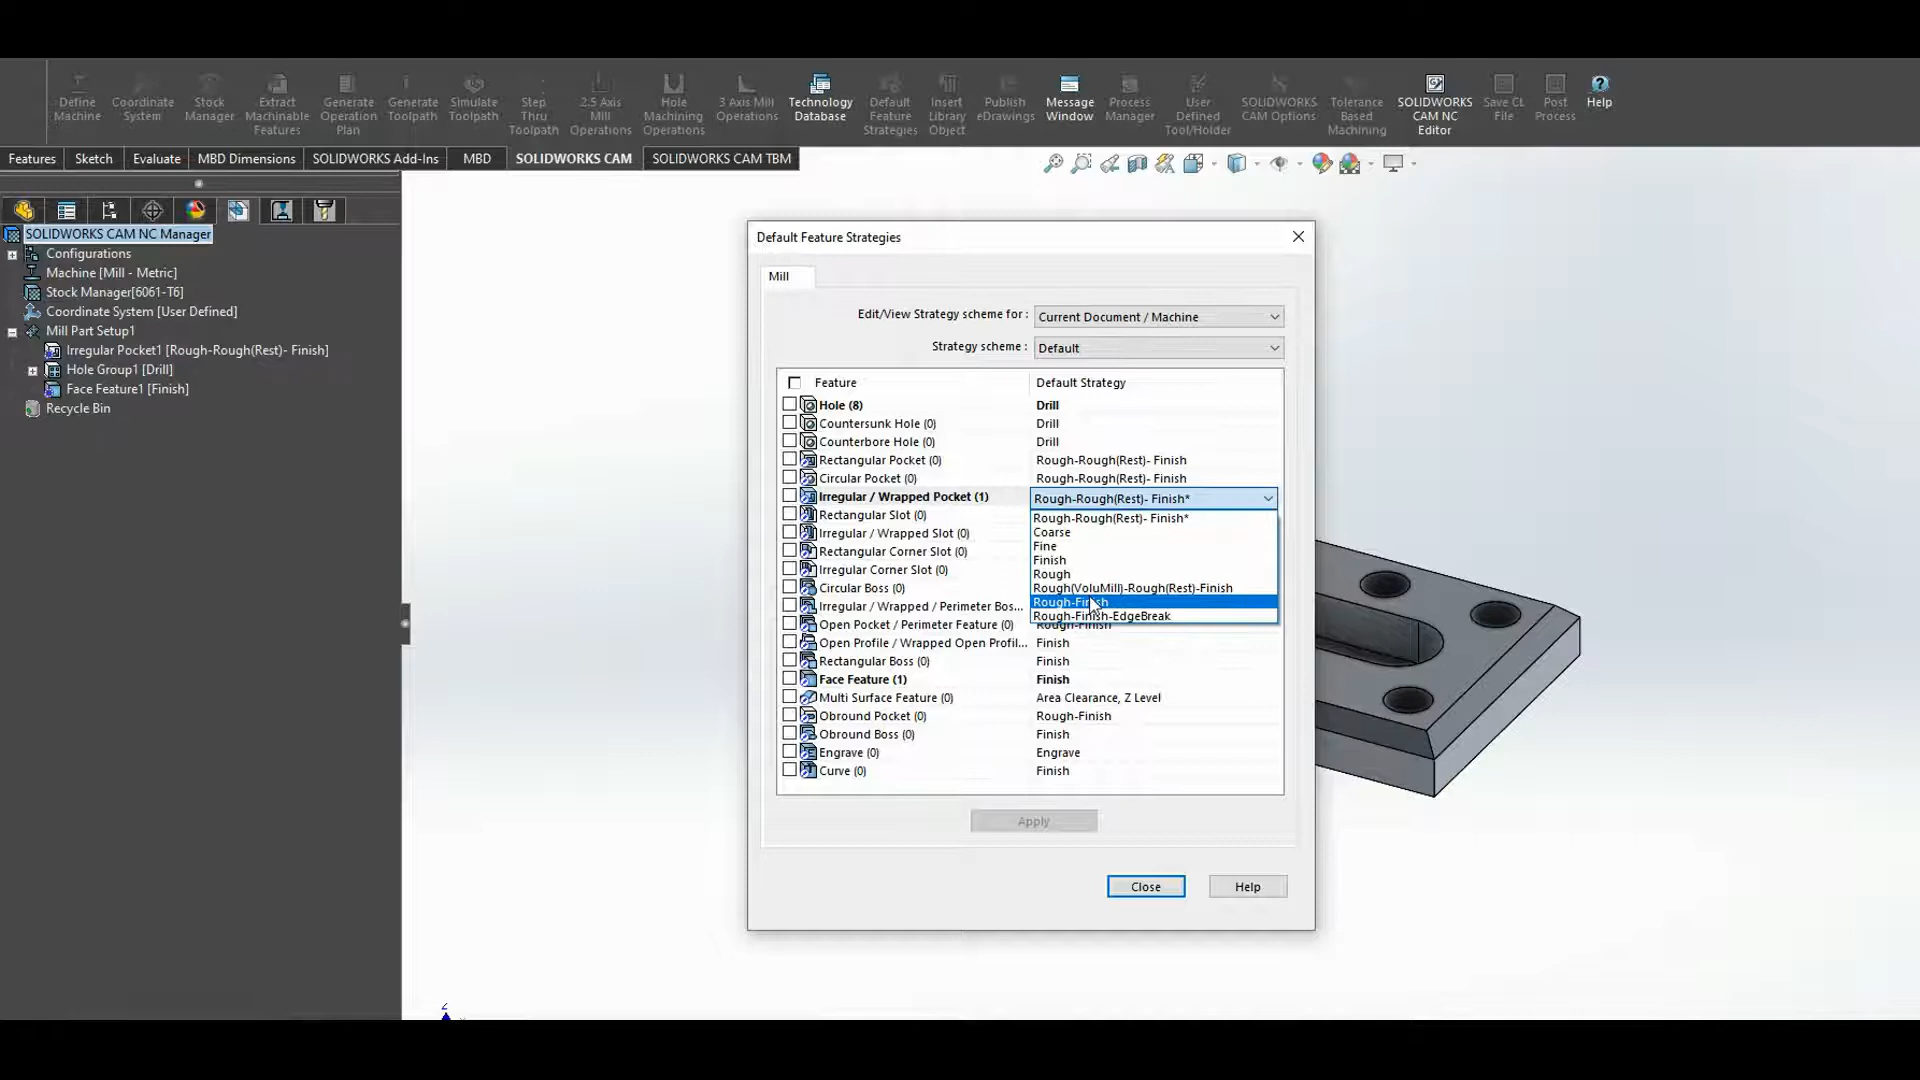 Define Machine
Coordinate System
Stock Manager
Extract Machinable Features
Generate Operation Plan
Generate Toolpath
Simulate Toolpath
Step Thru Toolpath
2.5 Axis Mill Operations
Hole Machining Operations
3 Axis Mill Operations
Technology Database
Default Feature Strategies
Insert Library Object
Publish eDrawings
Message Window
Process Manager
User Defined Tool/Holder
SOLIDWORKS CAM Options
Tolerance Based Machining
SOLIDWORKS CAM NC Editor
Save CL File
Post Process
Help
Features
Sketch
Evaluate
MBD Dimensions
SOLIDWORKS Add-Ins
MBD
SOLIDWORKS CAM
SOLIDWORKS CAM TBM
SOLIDWORKS CAM NC Manager
Configurations
Machine [Mill - Metric]
Stock Manager[6061-T6]
Coordinate System [User Defined]
Mill Part Setup1
Irregular Pocket1 [Rough-Rough(Rest)- Finish]
Hole Group1 [Drill]
Face Feature1 [Finish]
Recycle Bin
Default Feature Strategies
Mill
Edit/View Strategy scheme for : Current Document / Machine
Strategy scheme : Default
Feature Default Strategy
Hole (8) Drill
Countersunk Hole (0) Drill
Counterbore Hole (0) Drill
Rectangular Pocket (0) Rough-Rough(Rest)- Finish
Circular Pocket (0) Rough-Rough(Rest)- Finish
Irregular / Wrapped Pocket (1) Rough-Rough(Rest)- Finish*
Rectangular Slot (0)
Irregular / Wrapped Slot (0)
Rectangular Corner Slot (0)
Irregular Corner Slot (0)
Circular Boss (0)
Irregular / Wrapped / Perimeter Bos...
Rough-Rough(Rest)- Finish*
Coarse
Fine
Finish
Rough
Rough(VoluMill)-Rough(Rest)-Finish
Rough-Finish
Rough-Finish-EdgeBreak
Open Pocket / Perimeter Feature (0) Rough-Finish
Open Profile / Wrapped Open Profil... Finish
Rectangular Boss (0) Finish
Face Feature (1) Finish
Multi Surface Feature (0) Area Clearance, Z Level
Obround Pocket (0) Rough-Finish
Obround Boss (0) Finish
Engrave (0) Engrave
Curve (0) Finish
Apply
Close
Help
Z